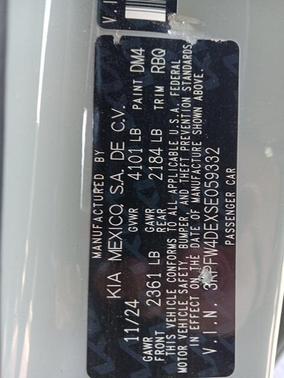 MANUFACTURED BY
KIA MEXICO, S.A. DE C.V.
11/24 GVWR 4101 LB PAINT DM4
GAWR FRONT 2361 LB GAWR REAR 2184 LB TRIM RBQ
THIS VEHICLE CONFORMS TO ALL APPLICABLE U.S.A. FEDERAL
MOTOR VEHICLE SAFETY, BUMPER, AND THEFT PREVENTION STANDARDS
IN EFFECT ON THE DATE OF MANUFACTURE SHOWN ABOVE.
V.I.N. 3KPFW4DEXSE059332
PASSENGER CAR